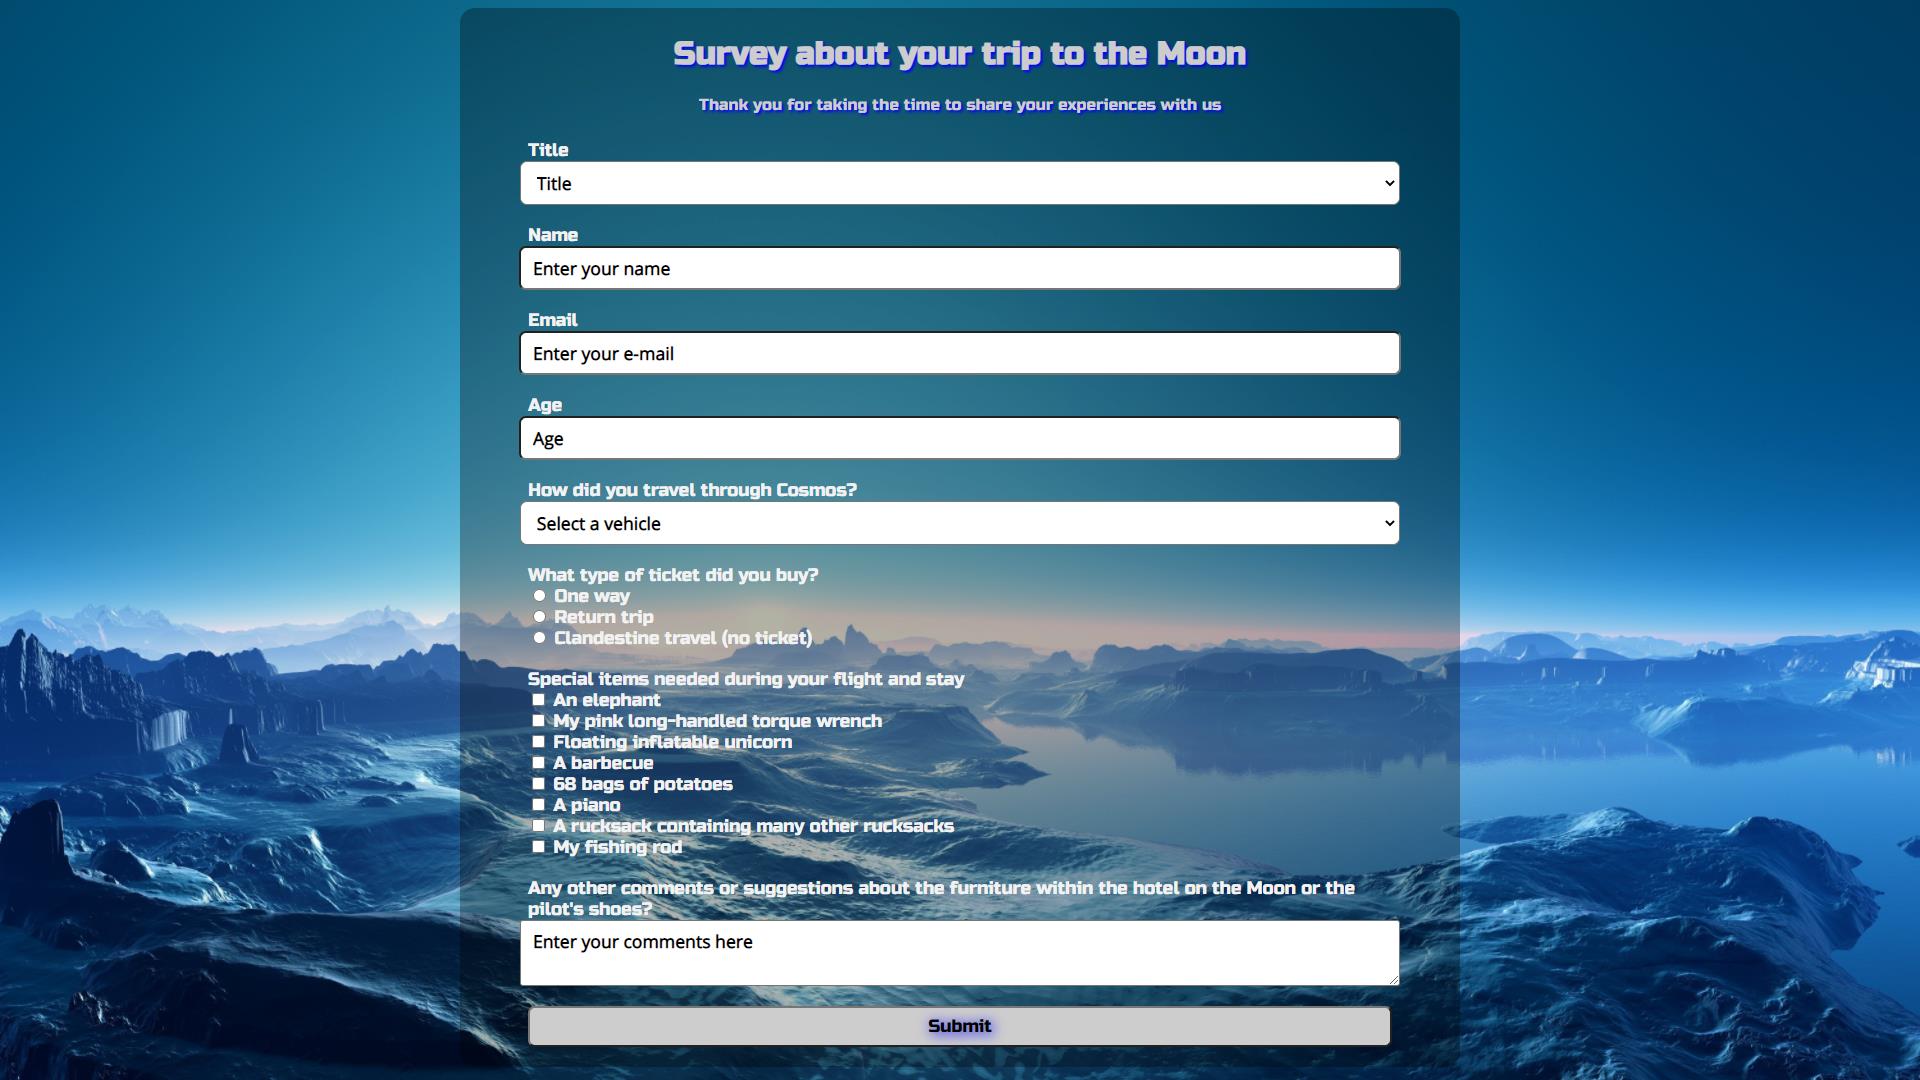 Survey about your trip to the Moon
Thank you for taking the time to share your experiences with us
Title
Title
Name
Enter your name
Email
Enter your e-mail
Age
Age
How did you travel through Cosmos?
Select a vehicle
What type of ticket did you buy?
One way
Return trip
Clandestine travel (no ticket)
Special items needed during your flight and stay
An elephant
My pink long-handled torque wrench
Floating inflatable unicorn
A barbecue
68 bags of potatoes
A piano
A rucksack containing many other rucksacks
My fishing rod
Any other comments or suggestions about the furniture within the hotel on the Moon or the
pilot's shoes?
Enter your comments here
Submit